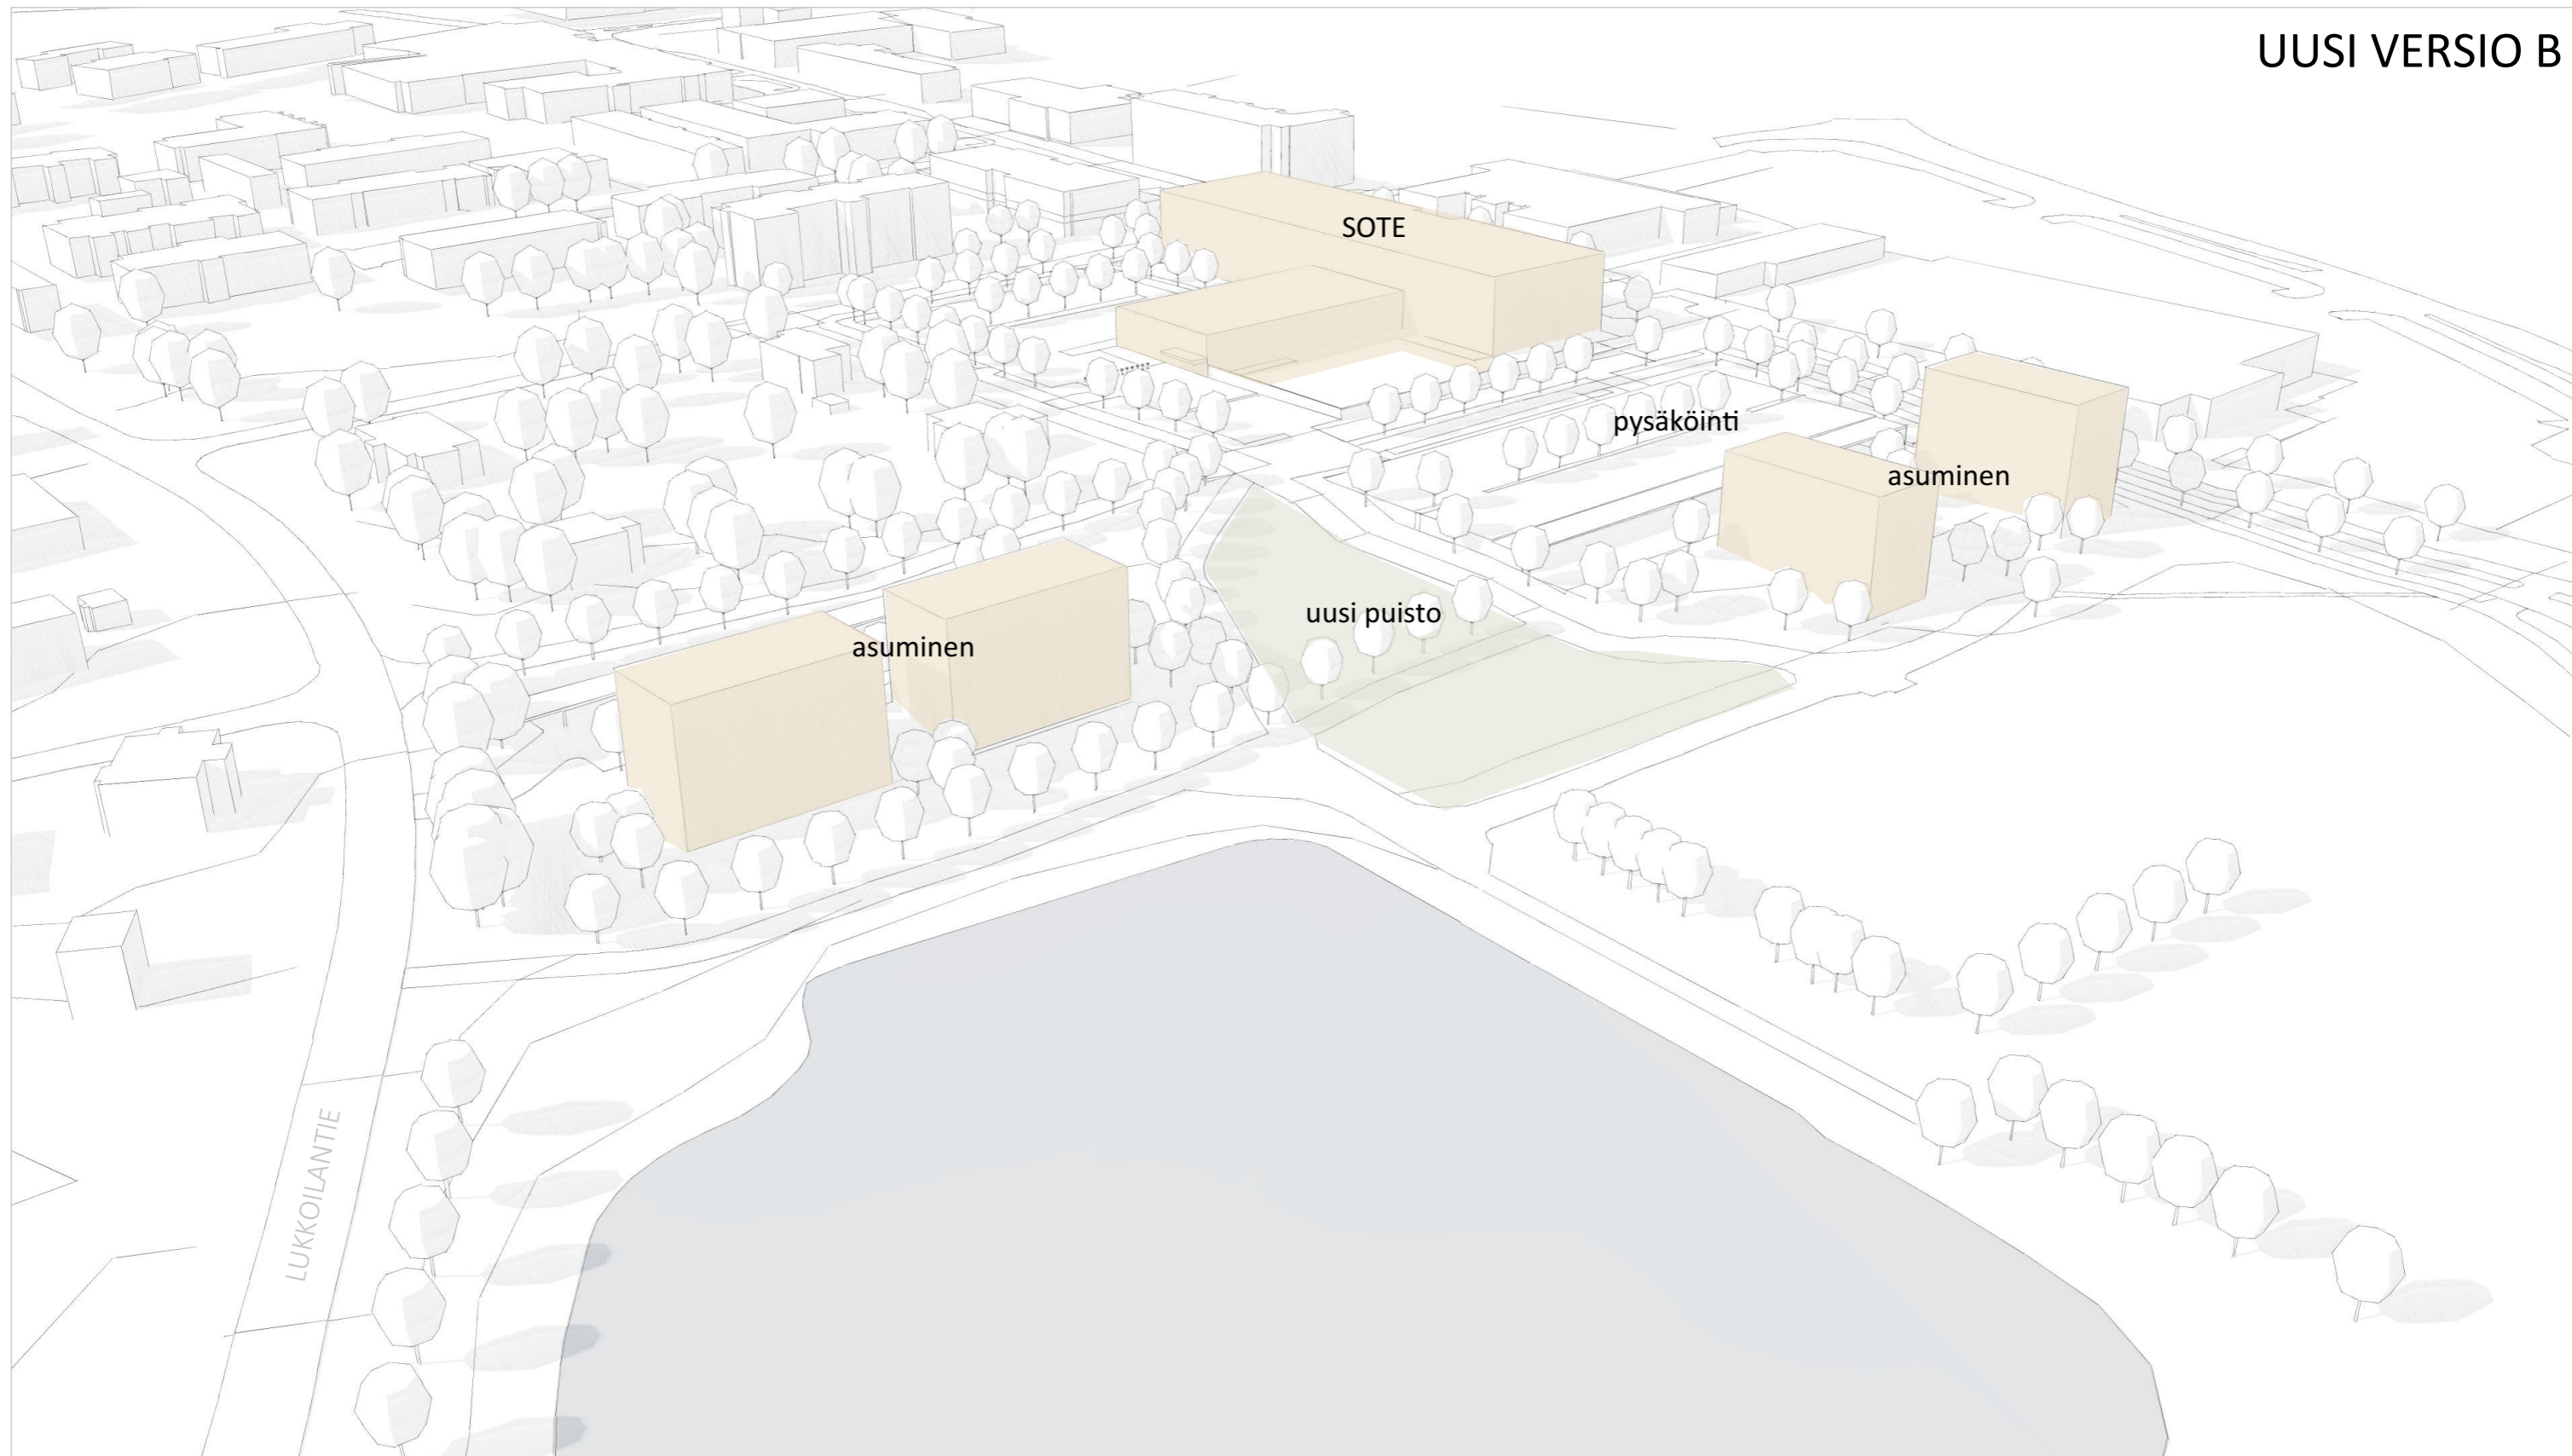 UUSI VERSIO B
SOTE
pysäköinti
asuminen
uusi puisto
asuminen
LUKKOILANTIE